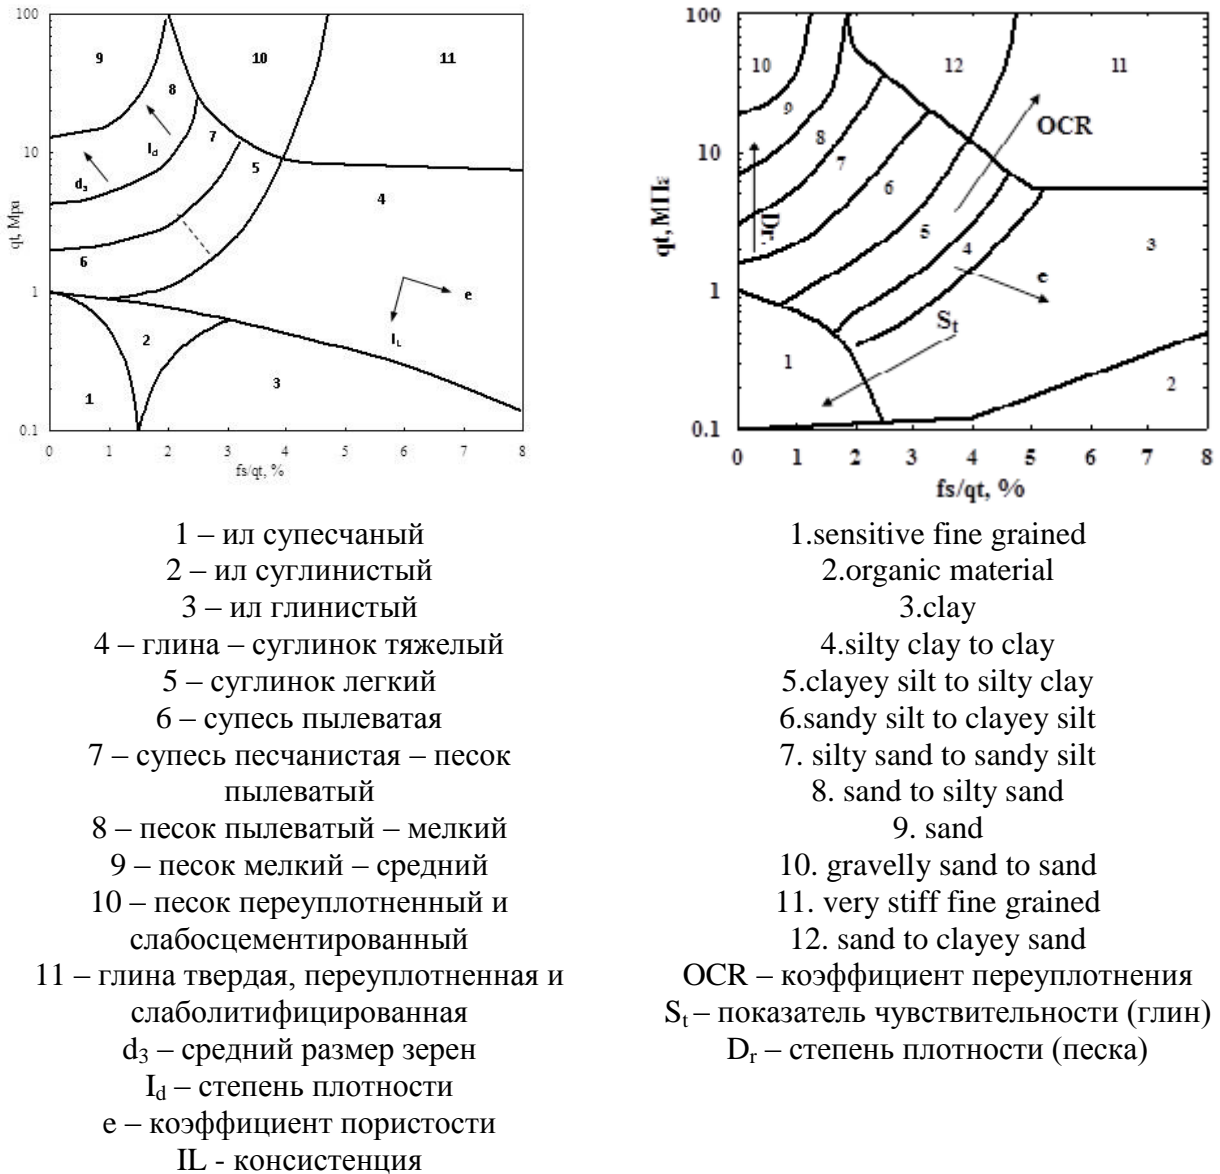 100
10
1
0.1
qt, Mpa
0
1
2
3
4
5
6
7
8
fs/qt, %
9
10
11
8
7
I_d
5
d_3
4
6
e
2
I_L
3
1
100
10
1
0.1
qt, МПа
0
1
2
3
4
5
6
7
8
fs/qt, %
10
12
11
9
OCR
8
7
6
Dr
5
4
3
e
S_t
1
2
1 – ил супесчаный
2 – ил суглинистый
3 – ил глинистый
4 – глина – суглинок тяжелый
5 – суглинок легкий
6 – супесь пылеватая
7 – супесь песчанистая – песок
пылеватый
8 – песок пылеватый – мелкий
9 – песок мелкий – средний
10 – песок переуплотненный и
слабосцементированный
11 – глина твердая, переуплотненная и
слаболитифицированная
d_3 – средний размер зерен
I_d – степень плотности
e – коэффициент пористости
IL - консистенция
1.sensitive fine grained
2.organic material
3.clay
4.silty clay to clay
5.clayey silt to silty clay
6.sandy silt to clayey silt
7. silty sand to sandy silt
8. sand to silty sand
9. sand
10. gravelly sand to sand
11. very stiff fine grained
12. sand to clayey sand
OCR – коэффициент переуплотнения
S_t – показатель чувствительности (глин)
D_r – степень плотности (песка)